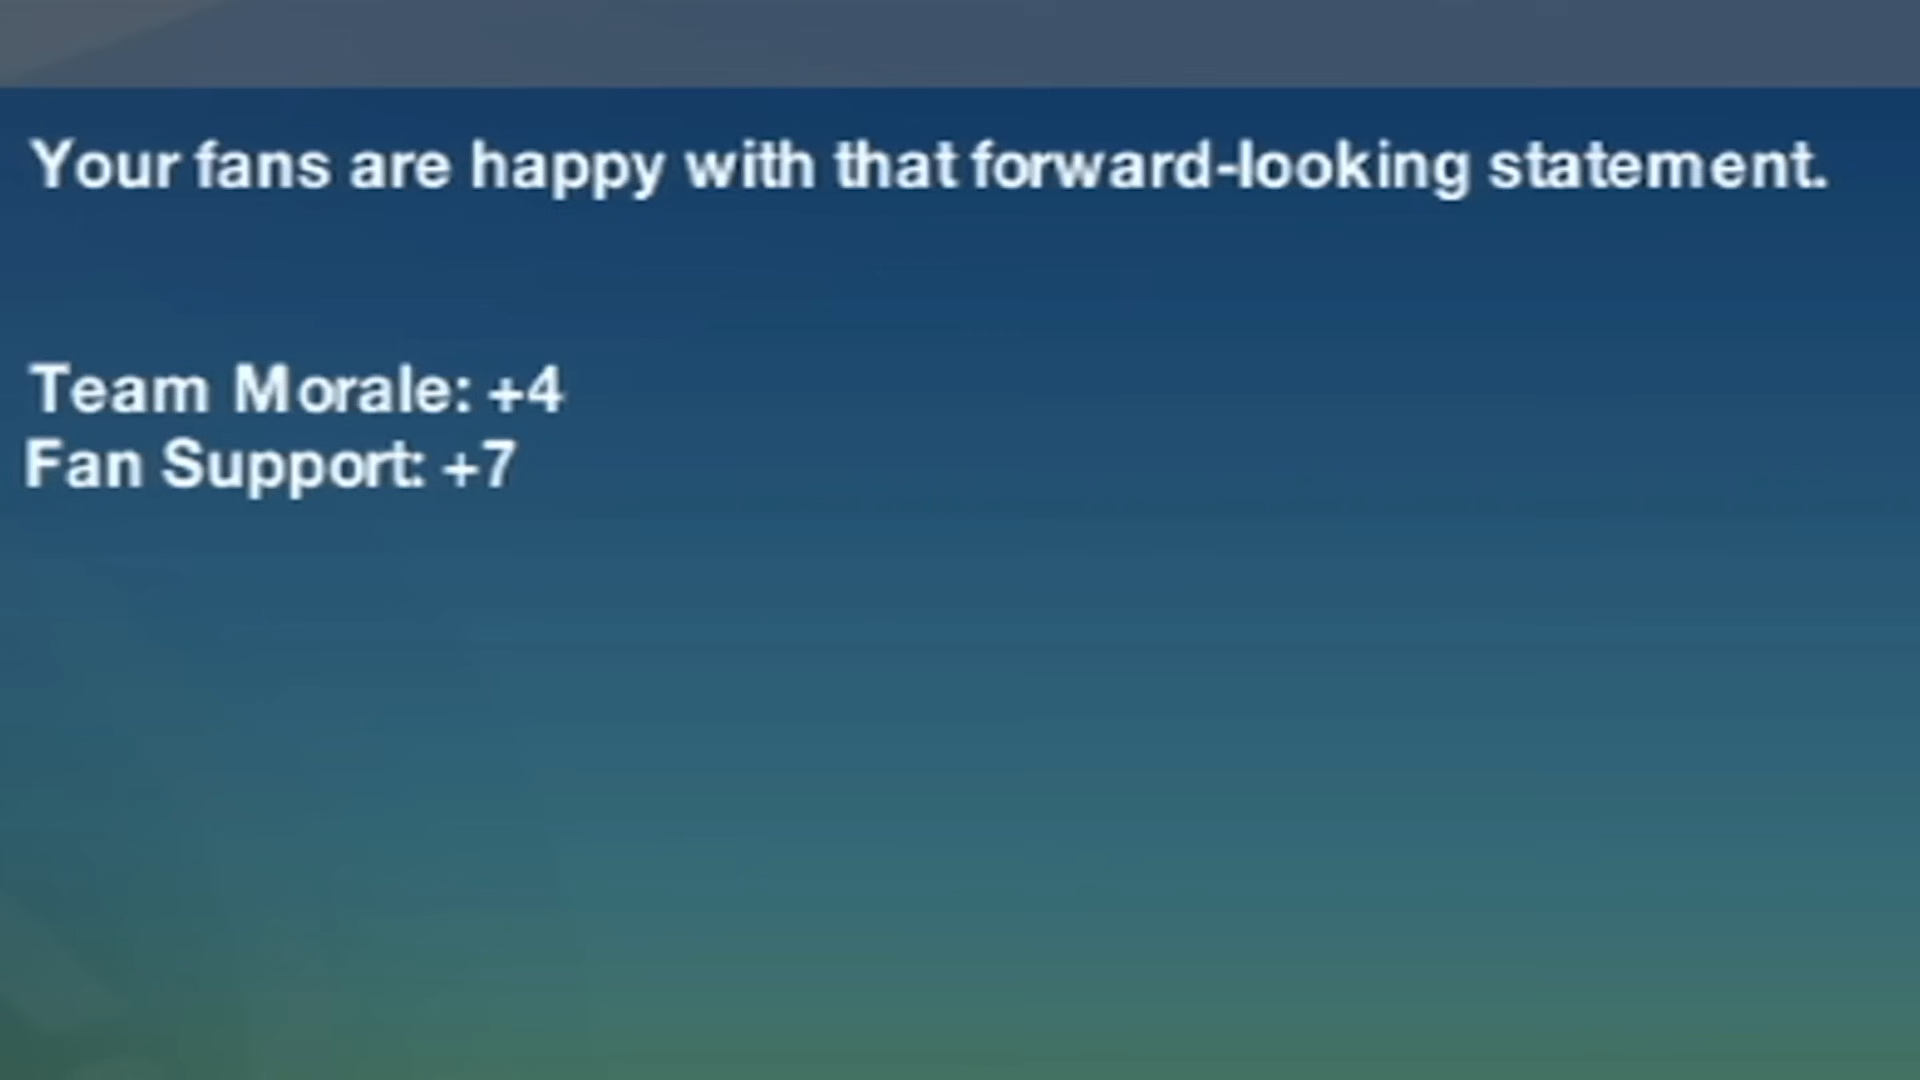 Your fans are happy with that forward-looking statement.
Team Morale: +4
Fan Support: +7